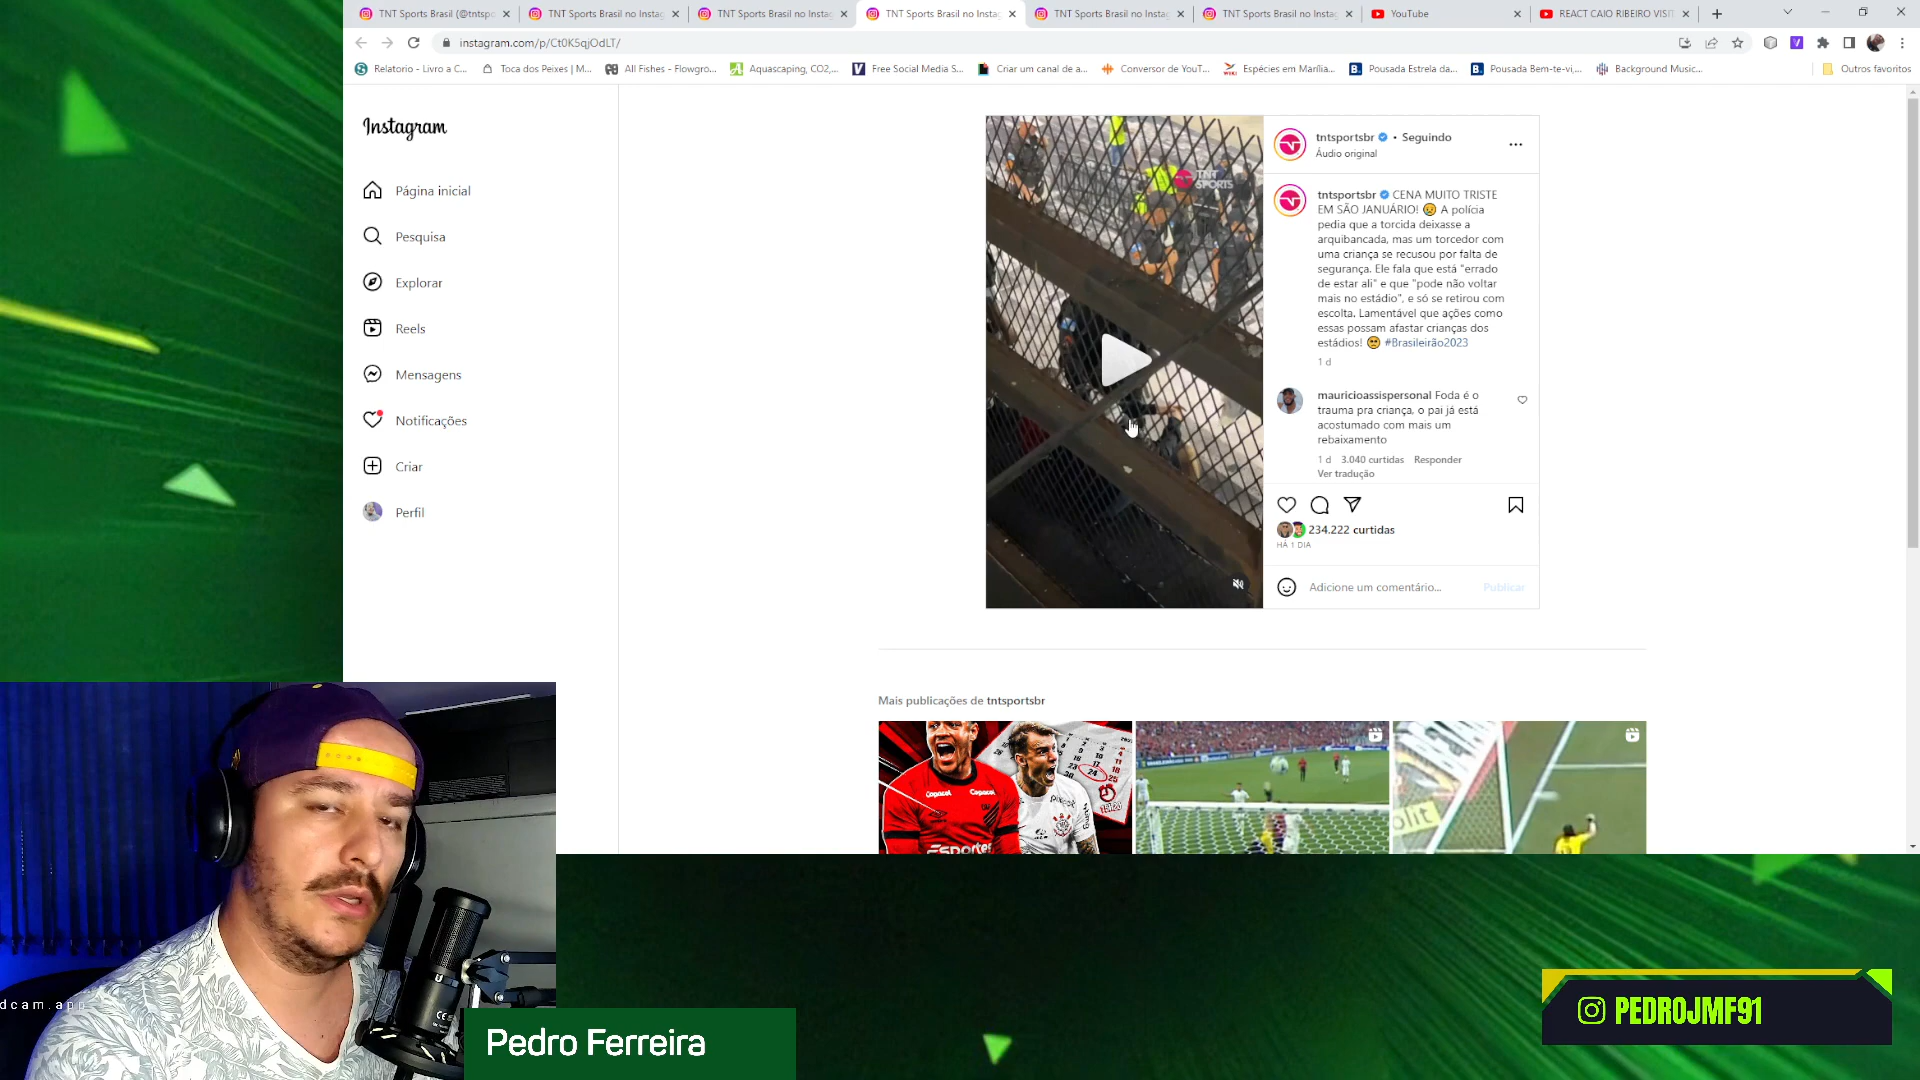 TNT Sports Brasil (@tntspo
TNT Sports Brasil no Instag
TNT Sports Brasil no Instag
TNT Sports Brasil no Instag
TNT Sports Brasil no Instag
TNT Sports Brasil no Instag
YouTube
REACT CAIO RIBEIRO VISIT
instagram.com/p/Ct0K5qjOdLT/
Relatorio - Livro a C...
Toca dos Peixes | M...
All Fishes - Flowgro...
Aquascaping, CO2,...
Free Social Media S...
Criar um canal de a...
Conversor de YouT...
Espécies em Marília...
Pousada Estrela da...
Pousada Bem-te-vi,...
Background Music...
Outros favoritos
Instagram
Página inicial
Pesquisa
Explorar
Reels
Mensagens
Notificações
Criar
Perfil
TNT
SPORTS
tntsportsbr • Seguindo
Áudio original
tntsportsbr CENA MUITO TRISTE
EM SÃO JANUÁRIO! 😢 A polícia
pedia que a torcida deixasse a
arquibancada, mas um torcedor com
uma criança se recusou por falta de
segurança. Ele fala que está "errado
de estar ali" e que "pode não voltar
mais no estádio", e só se retirou com
escolta. Lamentável que ações como
essas possam afastar crianças dos
estádios! 🥺 #Brasileirão2023
1 d
mauricioassispersonal Foda é o
trauma pra criança, o pai já está
acostumado com mais um
rebaixamento
1 d 3.040 curtidas Responder
Ver tradução
234.222 curtidas
HÁ 1 DIA
Adicione um comentário...
Publicar
Mais publicações de tntsportsbr
Esportes
dcam.app
Pedro Ferreira
PEDROJMF91